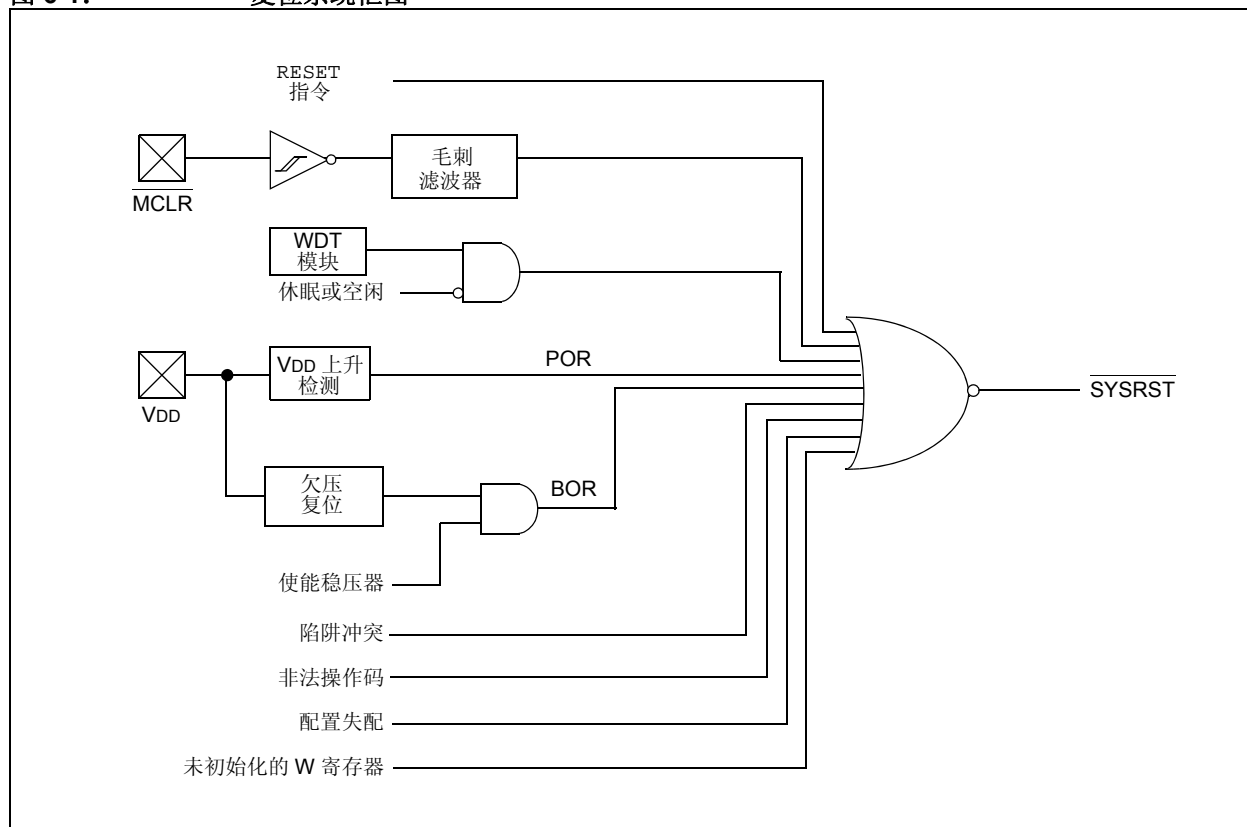 RESET
指令
MCLR
毛刺
滤波器
WDT
模块
休眠或空闲
VDD
VDD 上升
检测
POR
SYSRST
欠压
复位
BOR
使能稳压器
陷阱冲突
非法操作码
配置失配
未初始化的 W 寄存器